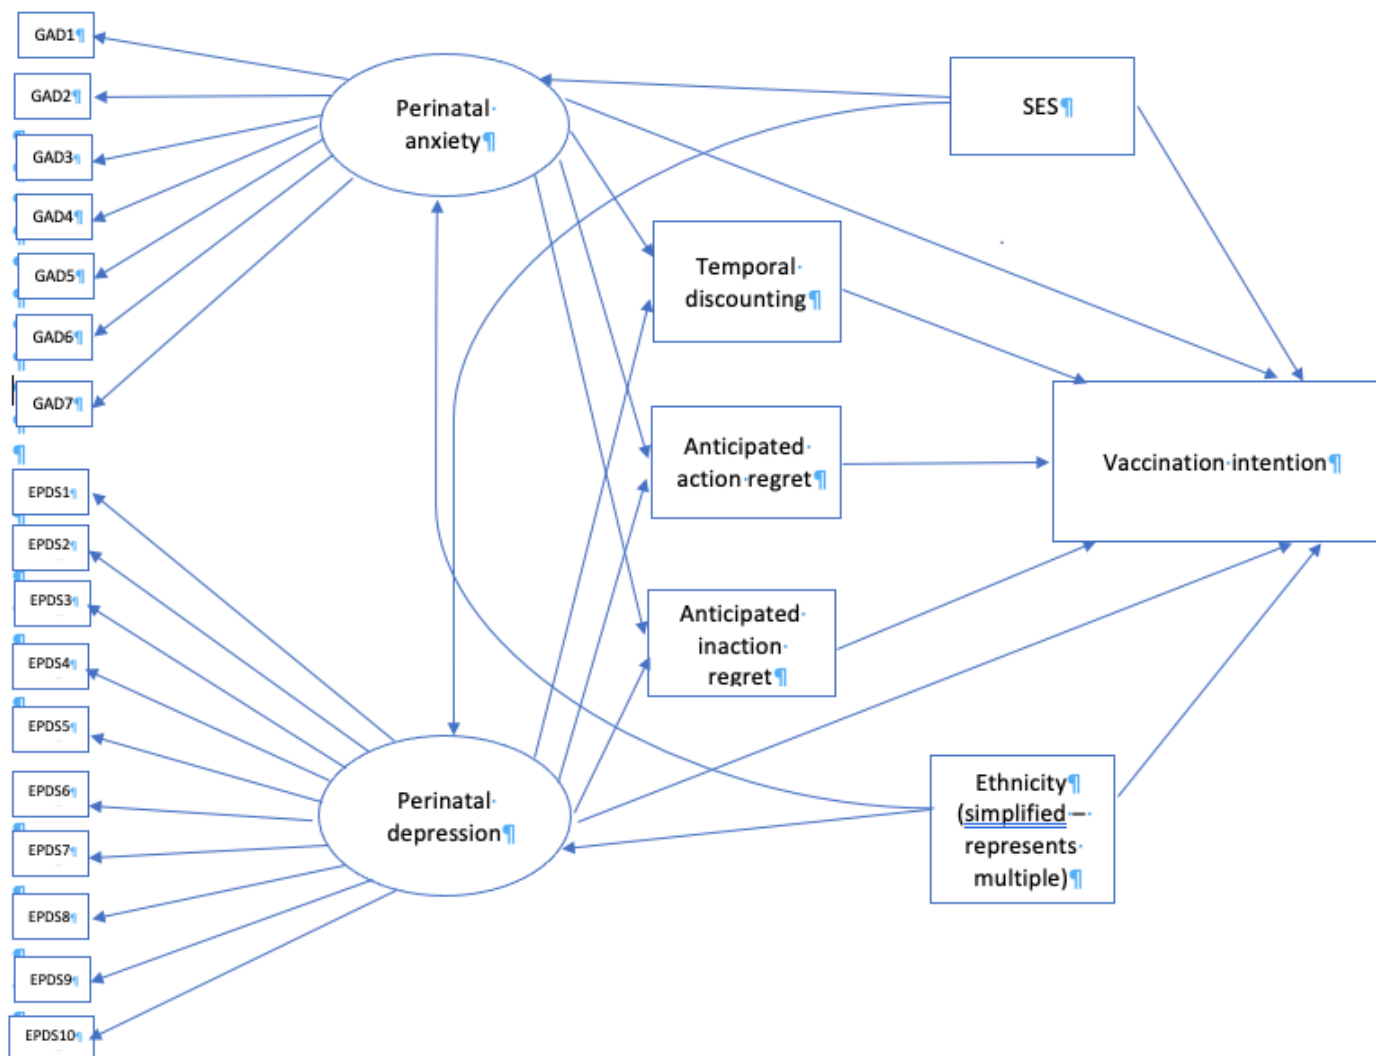 GAD1¶
GAD2¶
GAD3¶
GAD4¶
GAD5¶
GAD6¶
GAD7¶
EPDS1¶
EPDS2¶
EPDS3¶
EPDS4¶
EPDS5¶
EPDS6¶
EPDS7¶
EPDS8¶
EPDS9¶
EPDS10¶
Perinatal·
anxiety¶
Perinatal·
depression¶
SES¶
Temporal·
discounting¶
Anticipated·
action·regret¶
Anticipated·
inaction·
regret¶
Vaccination·intention¶
Ethnicity¶
(simplified·–·
represents·
multiple)¶